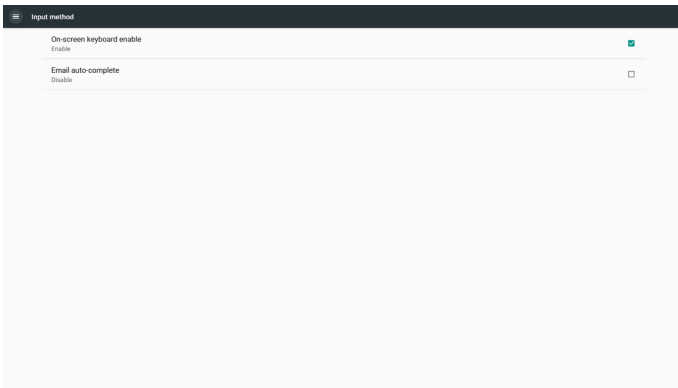 Input method
On-screen keyboard enable
Enable
Email auto-complete
Disable